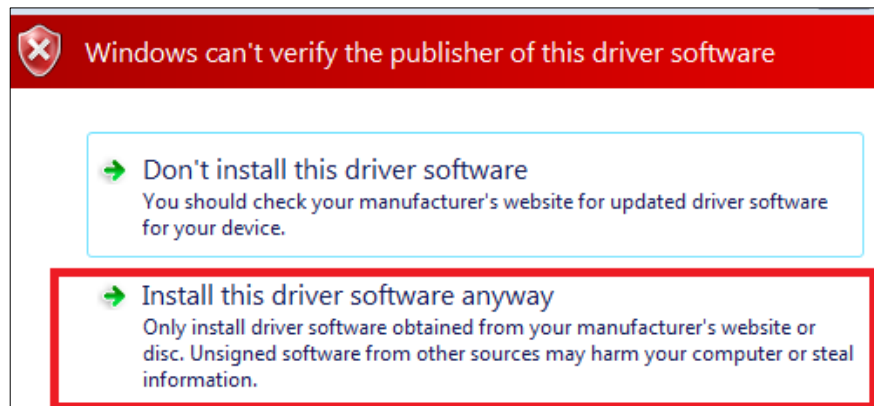 Windows can't verify the publisher of this driver software
Don't install this driver software
You should check your manufacturer's website for updated driver software
for your device.
Install this driver software anyway
Only install driver software obtained from your manufacturer's website or
disc. Unsigned software from other sources may harm your computer or steal
information.